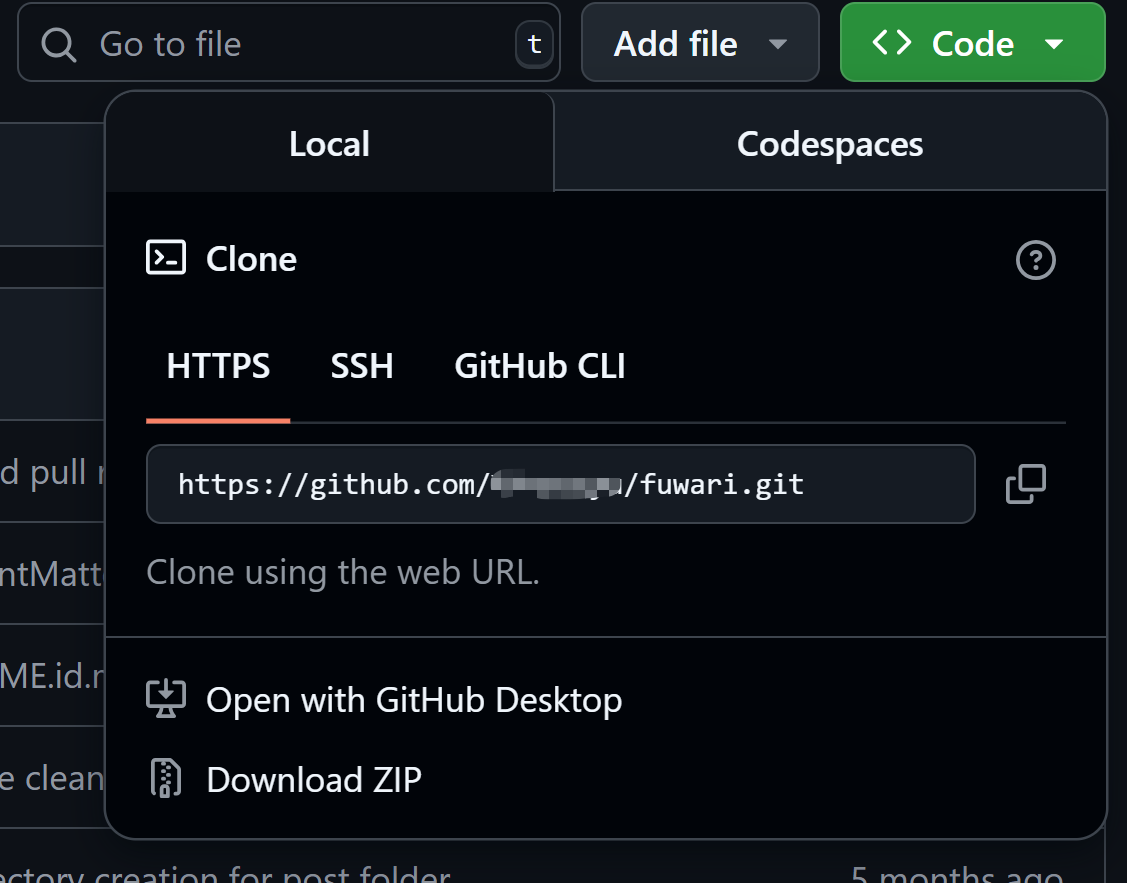 Go to file t Add file Code
Local Codespaces
Clone
HTTPS SSH GitHub CLI
d pull
https://github.com/ /fuwari.git
Clone using the web URL.
ntMatt
ME.id.r
Open with GitHub Desktop
e clean
Download ZIP
ectory creation for post folder 5 months ago